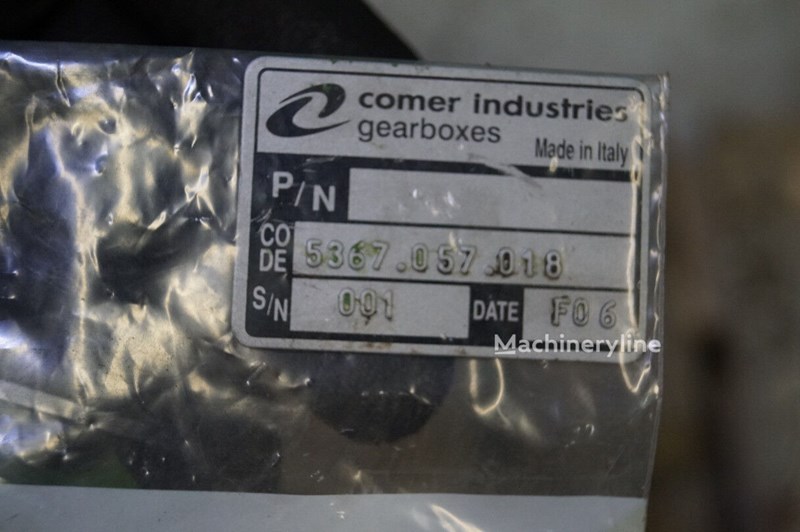 comer industries
gearboxes
Made in Italy
P/N
CO
DE 5367.057.018
S/N 001 DATE F06
Machineryline